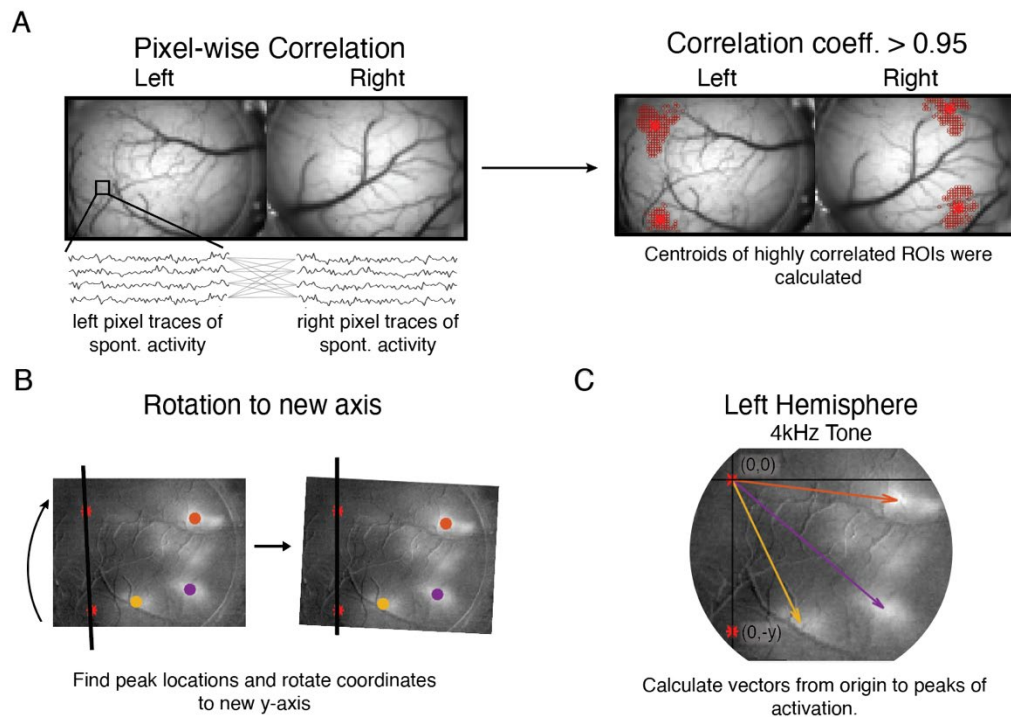 A
Pixel-wise Correlation
Left
Right
Correlation coeff. > 0.95
Left
Right
left pixel traces of
spont. activity
right pixel traces of
spont. activity
Centroids of highly correlated ROIs were
calculated
B
Rotation to new axis
Find peak locations and rotate coordinates
to new y-axis
C
Left Hemisphere
4kHz Tone
(0,0)
(0,-y)
Calculate vectors from origin to peaks of
activation.